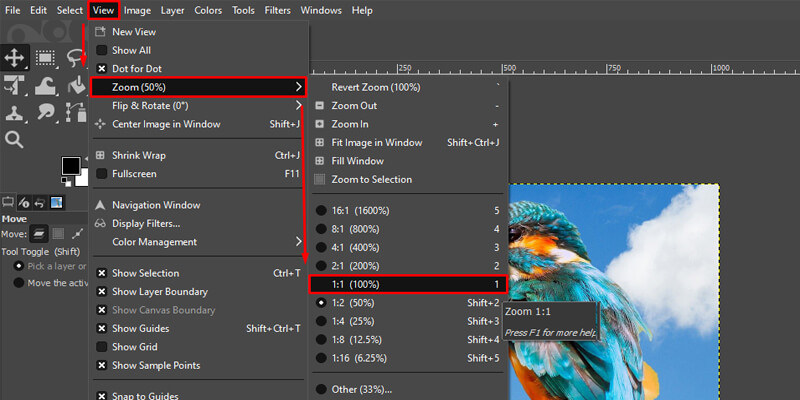 File Edit Select View Image Layer Colors Tools Filters Windows Help
New View
Show All
Dot for Dot
Zoom (50%)
Flip & Rotate (0°)
Center Image in Window Shift+J
Shrink Wrap Ctrl+J
Fullscreen F11
Navigation Window
Display Filters...
Color Management
Show Selection Ctrl+T
Show Layer Boundary
Show Canvas Boundary
Show Guides Shift+Ctrl+T
Show Grid
Show Sample Points
Snap to Guides
Revert Zoom (100%) `
Zoom Out -
Zoom In +
Fit Image in Window Shift+Ctrl+J
Fill Window
Zoom to Selection
16:1 (1600%) 5
8:1 (800%) 4
4:1 (400%) 3
2:1 (200%) 2
1:1 (100%) 1
1:2 (50%) Shift+2
1:4 (25%) Shift+3
1:8 (12.5%) Shift+4
1:16 (6.25%) Shift+5
Other (33%)...
Zoom 1:1
Press F1 for more help
250 500 750 1000
Move
Move:
Tool Toggle (Shift)
Pick a layer or
Move the activ